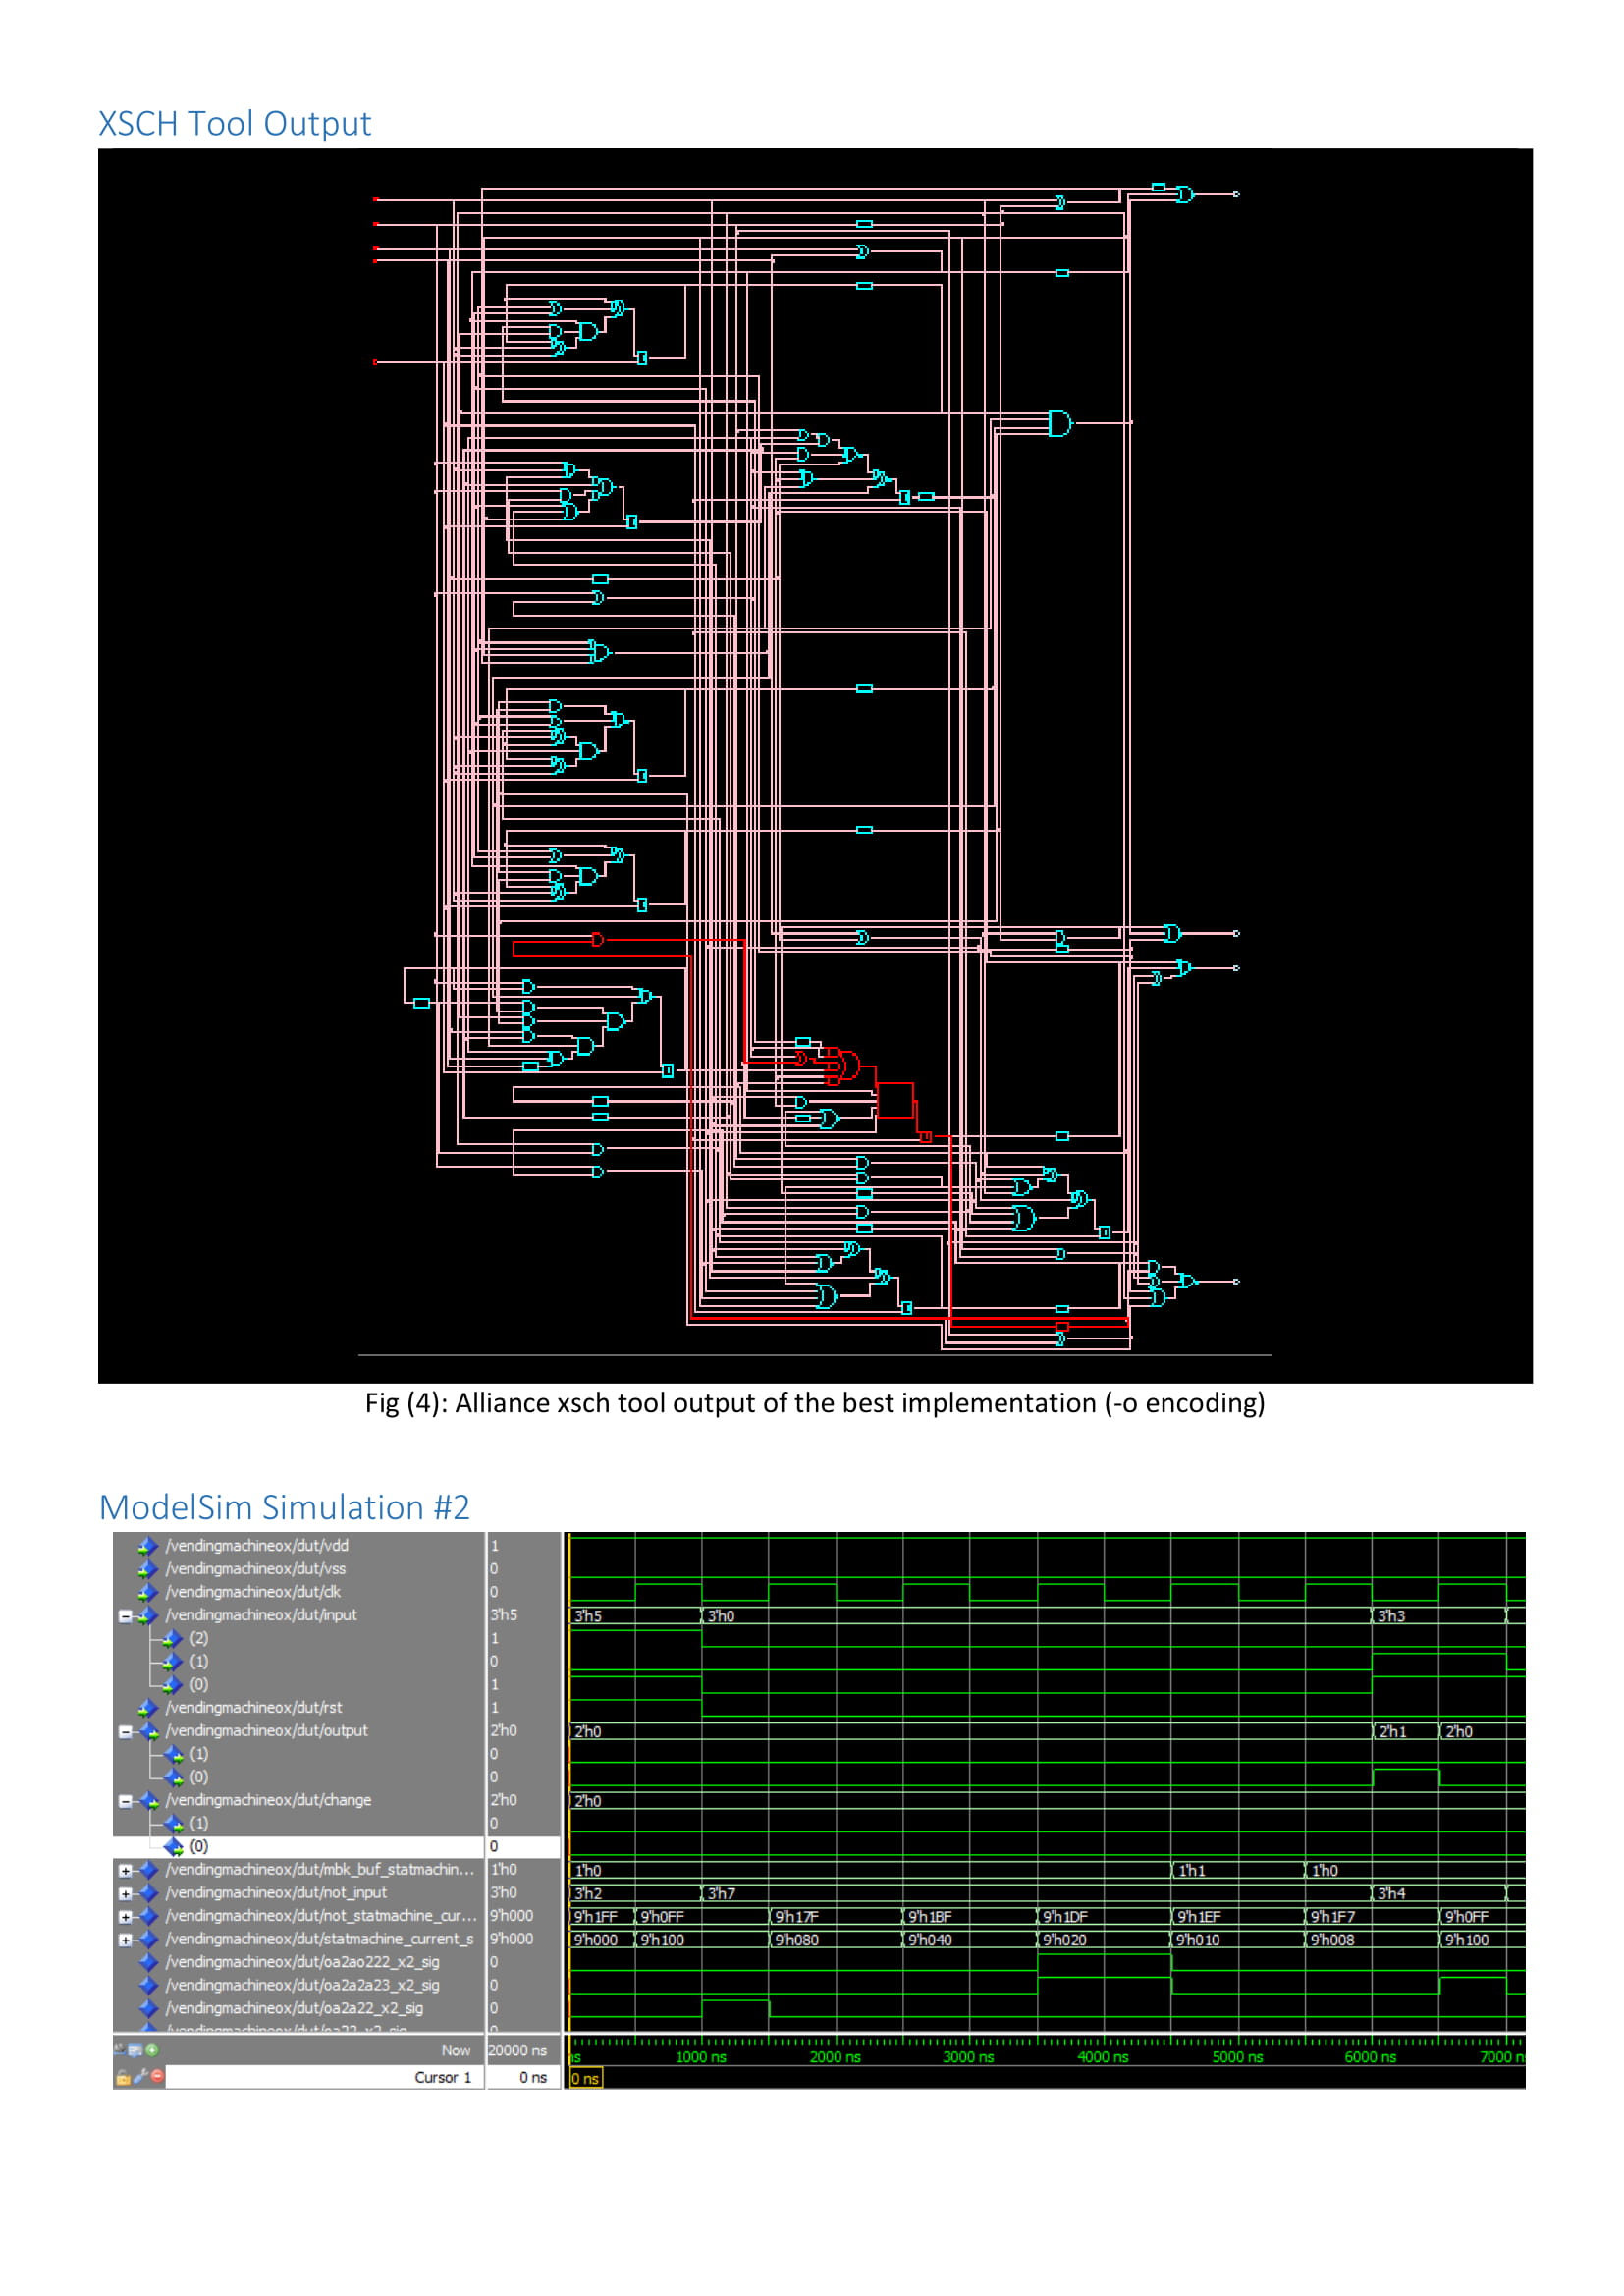 XSCH Tool Output
Fig (4): Alliance xsch tool output of the best implementation (-o encoding)
ModelSim Simulation #2
/vendingmachineox/dut/vdd 1
/vendingmachineox/dut/vss 0
/vendingmachineox/dut/clk 0
/vendingmachineox/dut/input 3'h5 3'h5 3'h0 3'h3
(2) 1
(1) 0
(0) 1
/vendingmachineox/dut/rst 1
/vendingmachineox/dut/output 2'h0 2'h0 2'h1 2'h0
(1) 0
(0) 0
/vendingmachineox/dut/change 2'h0 2'h0
(1) 0
(0) 0
/vendingmachineox/dut/mbk_buf_statmachin... 1'h0 1'h0 1'h1 1'h0
/vendingmachineox/dut/not_input 3'h0 3'h2 3'h7 3'h4
/vendingmachineox/dut/not_statmachine_cur... 9'h000 9'h1FF 9'h0FF 9'h17F 9'h1BF 9'h1DF 9'h1EF 9'h1F7 9'h0FF
/vendingmachineox/dut/statmachine_current_s 9'h000 9'h000 9'h100 9'h080 9'h040 9'h020 9'h010 9'h008 9'h100
/vendingmachineox/dut/oa2ao222_x2_sig 0
/vendingmachineox/dut/oa2a2a23_x2_sig 0
/vendingmachineox/dut/oa2a22_x2_sig 0
/vendingmachineox/dut/oa22_x2_sig 0
Now 20000 ns ns 1000 ns 2000 ns 3000 ns 4000 ns 5000 ns 6000 ns 7000 n
Cursor 1 0 ns 0 ns